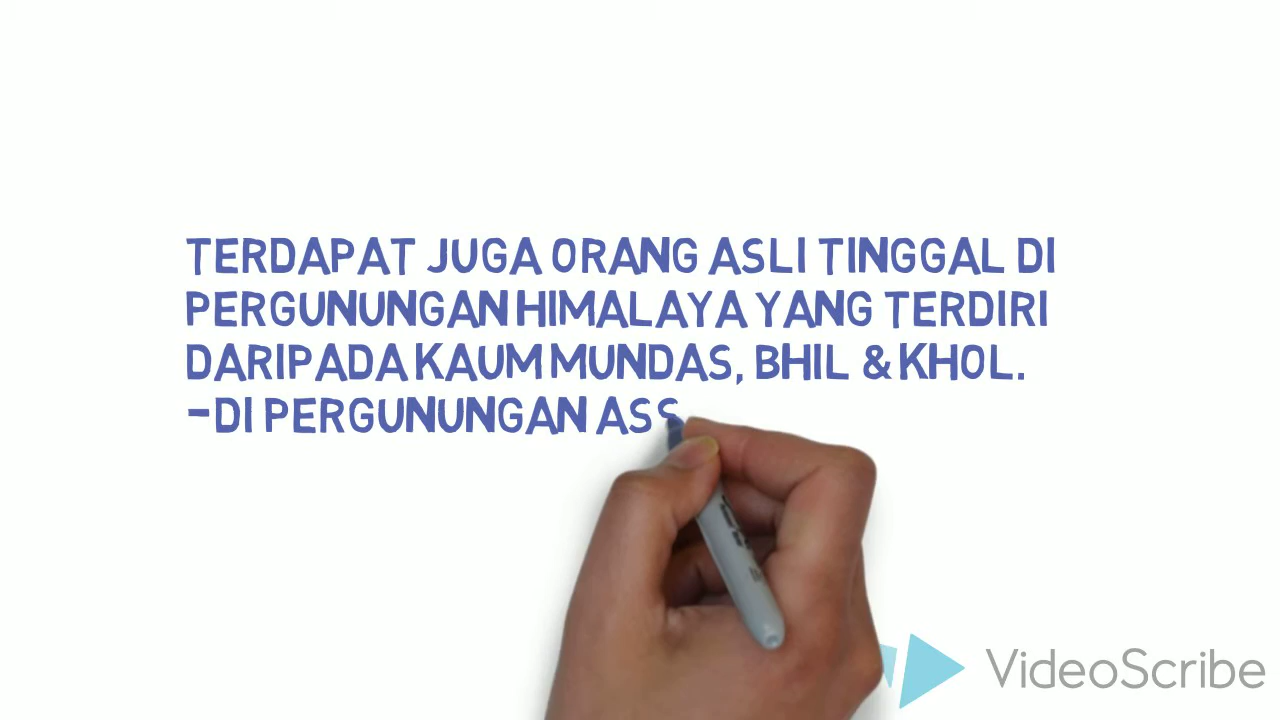 TERDAPAT JUGA ORANG ASLI TINGGAL DI
PERGUNUNGAN HIMALAYA YANG TERDIRI
DARIPADA KAUM MUNDAS, BHIL & KHOL.
-DI PERGUNUNGAN ASS
VideoScribe